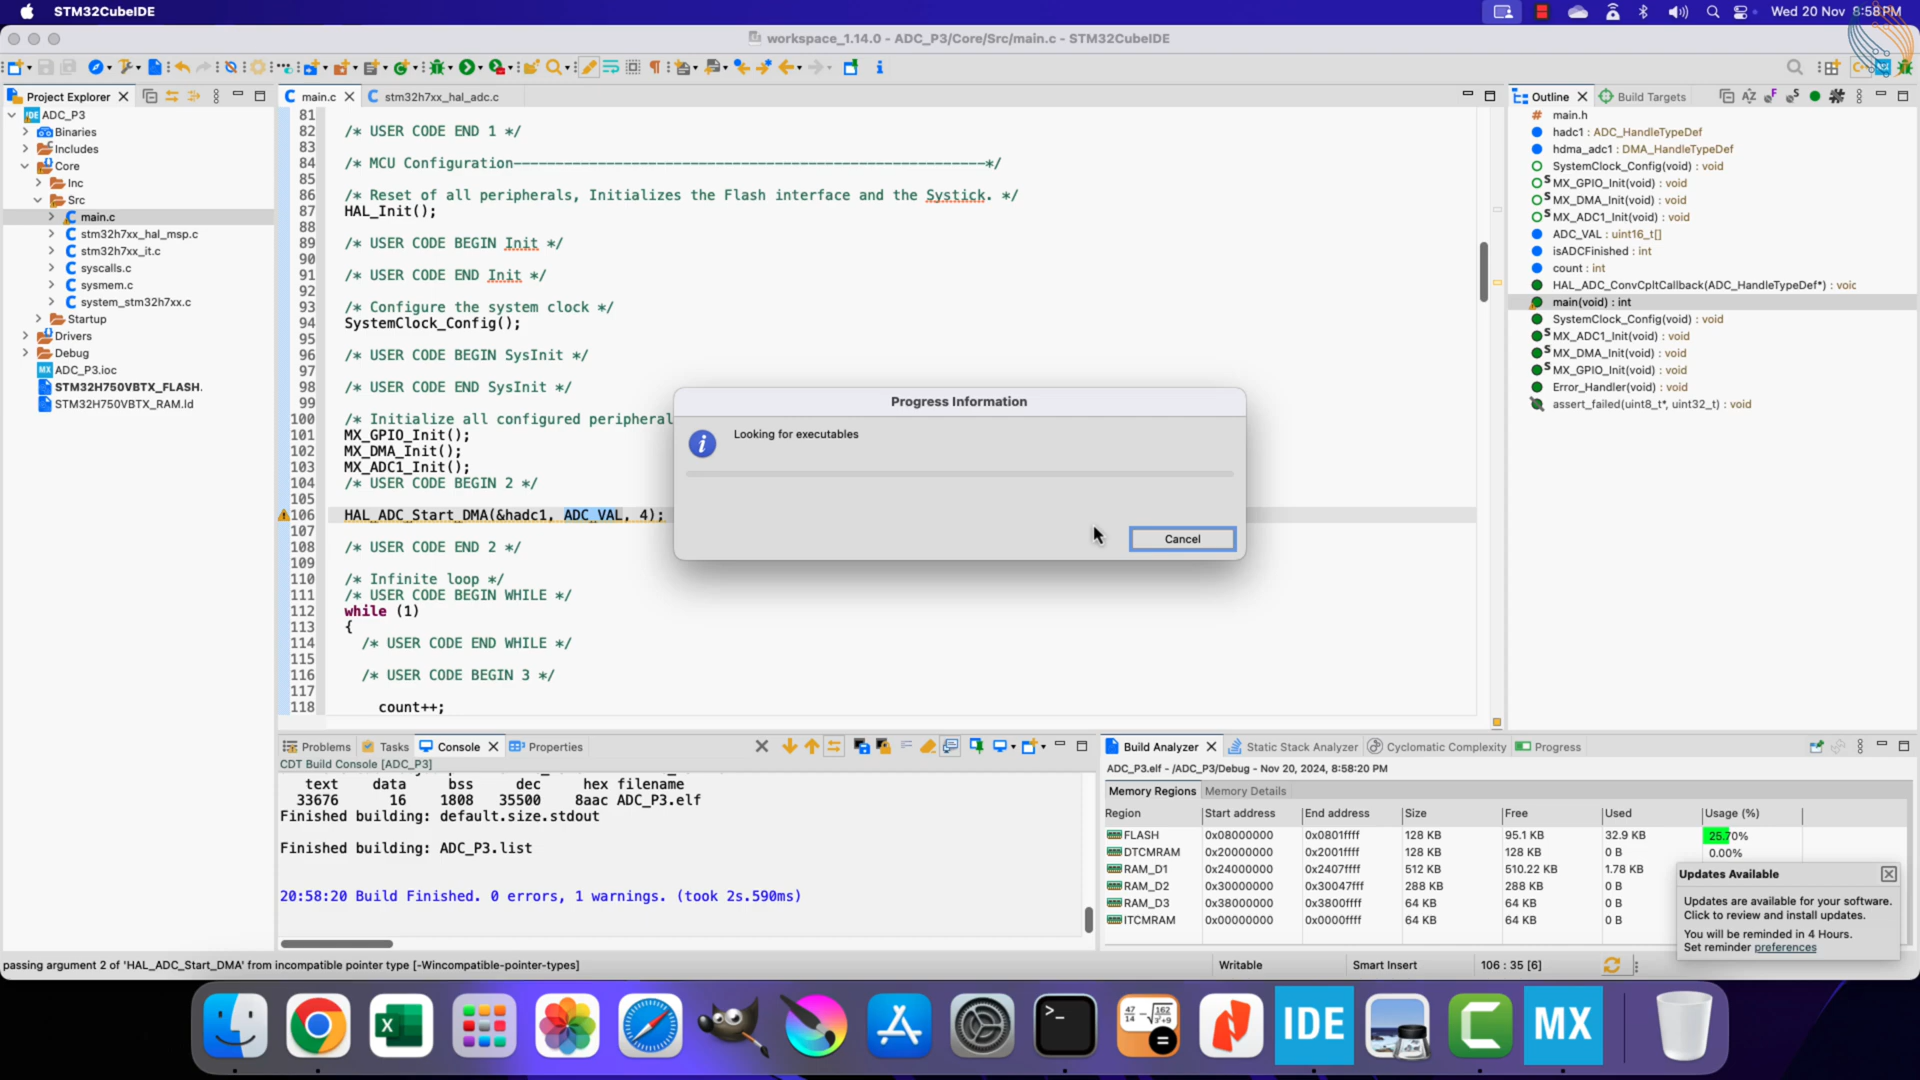 STM32CubeIDE
Wed 20 Nov 8:58PM
workspace_1.14.0 - ADC_P3/Core/Src/main.c - STM32CubeIDE
Project Explorer
ADC_P3
Binaries
Includes
Core
Inc
Src
main.c
stm32h7xx_hal_msp.c
stm32h7xx_it.c
syscalls.c
sysmem.c
system_stm32h7xx.c
Startup
Drivers
Debug
ADC_P3.ioc
STM32H750VBTX_FLASH.
STM32H750VBTX_RAM.ld
main.c
stm32h7xx_hal_adc.c
81
82 /* USER CODE END 1 */
83
84 /* MCU Configuration--------------------------------------------------------*/
85
86 /* Reset of all peripherals, Initializes the Flash interface and the Systick. */
87 HAL_Init();
88
89 /* USER CODE BEGIN Init */
90
91 /* USER CODE END Init */
92
93 /* Configure the system clock */
94 SystemClock_Config();
95
96 /* USER CODE BEGIN SysInit */
97
98 /* USER CODE END SysInit */
99
100 /* Initialize all configured peripheral
101 MX_GPIO_Init();
102 MX_DMA_Init();
103 MX_ADC1_Init();
104 /* USER CODE BEGIN 2 */
105
106 HAL_ADC_Start_DMA(&hadc1, ADC_VAL, 4);
107
108 /* USER CODE END 2 */
109
110 /* Infinite loop */
111 /* USER CODE BEGIN WHILE */
112 while (1)
113 {
114 /* USER CODE END WHILE */
115
116 /* USER CODE BEGIN 3 */
117
118 count++;
Progress Information
Looking for executables
Cancel
Outline
Build Targets
main.h
hadc1 : ADC_HandleTypeDef
hdma_adc1 : DMA_HandleTypeDef
SystemClock_Config(void) : void
MX_GPIO_Init(void) : void
MX_DMA_Init(void) : void
MX_ADC1_Init(void) : void
ADC_VAL : uint16_t[]
isADCFinished : int
count : int
HAL_ADC_ConvCpltCallback(ADC_HandleTypeDef*) : voic
main(void) : int
SystemClock_Config(void) : void
MX_ADC1_Init(void) : void
MX_DMA_Init(void) : void
MX_GPIO_Init(void) : void
Error_Handler(void) : void
assert_failed(uint8_t*, uint32_t) : void
Problems Tasks Console Properties
CDT Build Console [ADC_P3]
text data bss dec hex filename
33676 16 1808 35500 8aac ADC_P3.elf
Finished building: default.size.stdout
Finished building: ADC_P3.list
20:58:20 Build Finished. 0 errors, 1 warnings. (took 2s.590ms)
Build Analyzer Static Stack Analyzer Cyclomatic Complexity Progress
ADC_P3.elf - /ADC_P3/Debug - Nov 20, 2024, 8:58:20 PM
Memory Regions Memory Details
Region Start address End address Size Free Used Usage (%)
FLASH 0x08000000 0x0801ffff 128 KB 95.1 KB 32.9 KB 25.70%
DTCMRAM 0x20000000 0x2001ffff 128 KB 128 KB 0 B 0.00%
RAM_D1 0x24000000 0x2407ffff 512 KB 510.22 KB 1.78 KB
RAM_D2 0x30000000 0x30047fff 288 KB 288 KB 0 B
RAM_D3 0x38000000 0x3800ffff 64 KB 64 KB 0 B
ITCMRAM 0x00000000 0x0000ffff 64 KB 64 KB 0 B
Updates Available
Updates are available for your software.
Click to review and install updates.
You will be reminded in 4 Hours.
Set reminder preferences
passing argument 2 of 'HAL_ADC_Start_DMA' from incompatible pointer type [-Wincompatible-pointer-types]
Writable
Smart Insert
106 : 35 [6]
IDE
MX